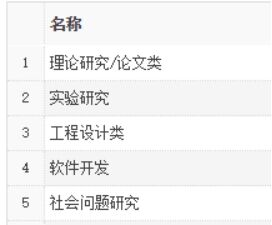 名称
1 理论研究/论文类
2 实验研究
3 工程设计类
4 软件开发
5 社会问题研究